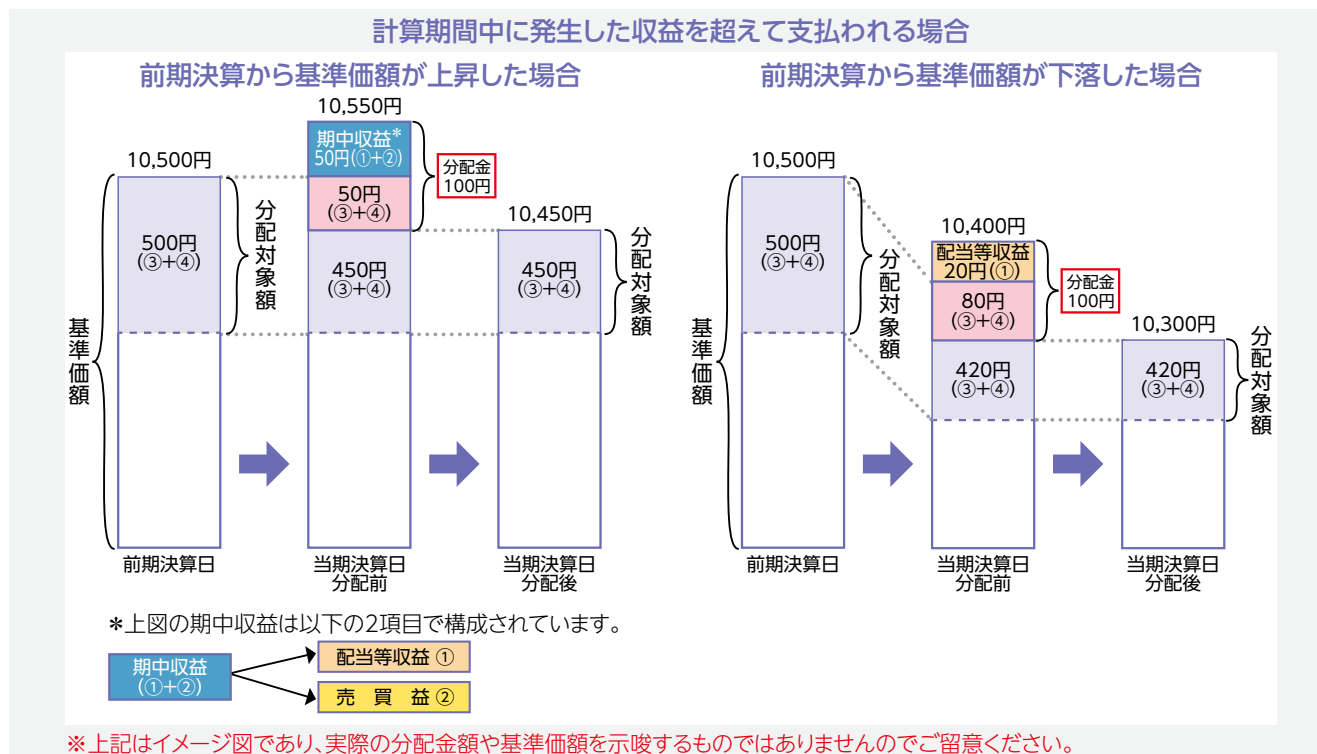 計算期間中に発生した収益を超えて支払われる場合
前期決算から基準価額が上昇した場合
10,550円
期中収益*
50円(①+②)
分配金
100円
10,500円
50円
(③+④)
10,450円
500円
(③+④)
分配対象額
450円
(③+④)
450円
(③+④)
分配対象額
基準価額
前期決算日
当期決算日
分配前
当期決算日
分配後
前期決算から基準価額が下落した場合
10,500円
10,400円
配当等収益
20円(①)
分配金
100円
500円
(③+④)
分配対象額
80円
(③+④)
10,300円
420円
(③+④)
420円
(③+④)
分配対象額
基準価額
前期決算日
当期決算日
分配前
当期決算日
分配後
*上図の期中収益は以下の2項目で構成されています。
期中収益
(①+②)
配当等収益 ①
売 買 益 ②
※上記はイメージ図であり、実際の分配金額や基準価額を示唆するものではありませんのでご留意ください。